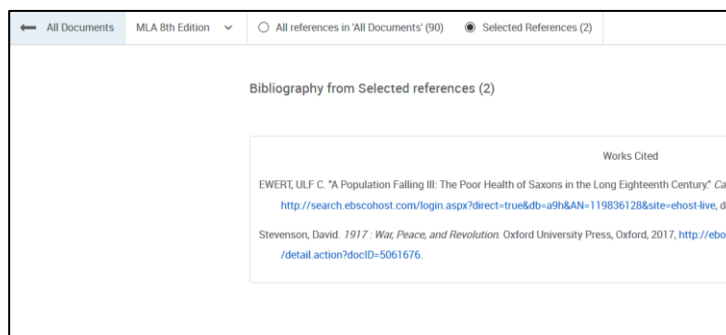 All Documents MLA 8th Edition All references in 'All Documents' (90) Selected References (2)
Bibliography from Selected references (2)
Works Cited
EWERT, ULF C. "A Population Falling Ill: The Poor Health of Saxons in the Long Eighteenth Century." Ca
http://search.ebscohost.com/login.aspx?direct=true&db=a9h&AN=119836128&site=ehost-live, d
Stevenson, David. 1917 : War, Peace, and Revolution. Oxford University Press, Oxford, 2017, http://ebo
/detail.action?docID=5061676.